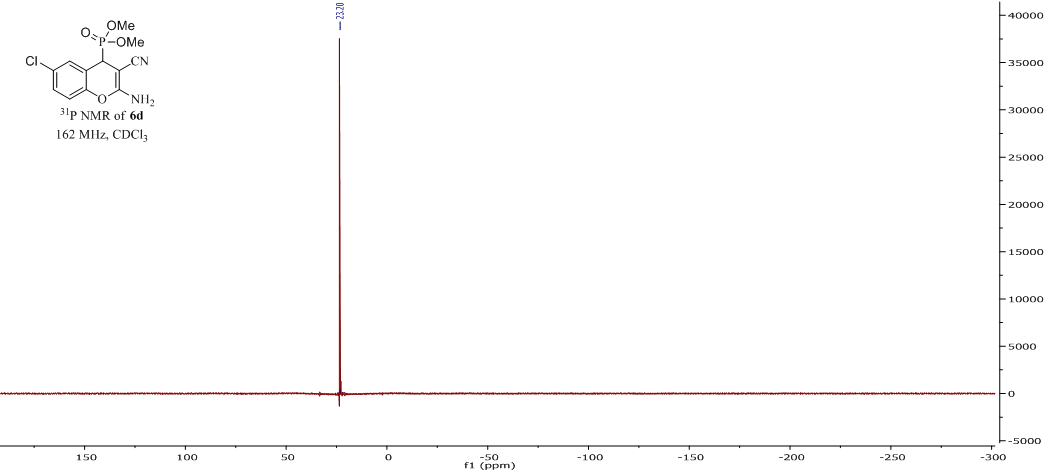 23.20
OMe
O
P
OMe
Cl
CN
O
NH₂
³¹P NMR of 6d
162 MHz, CDCl₃
40000
35000
30000
25000
20000
15000
10000
5000
0
-5000
150 100 50 0 -50 -100 -150 -200 -250 -300
f1 (ppm)